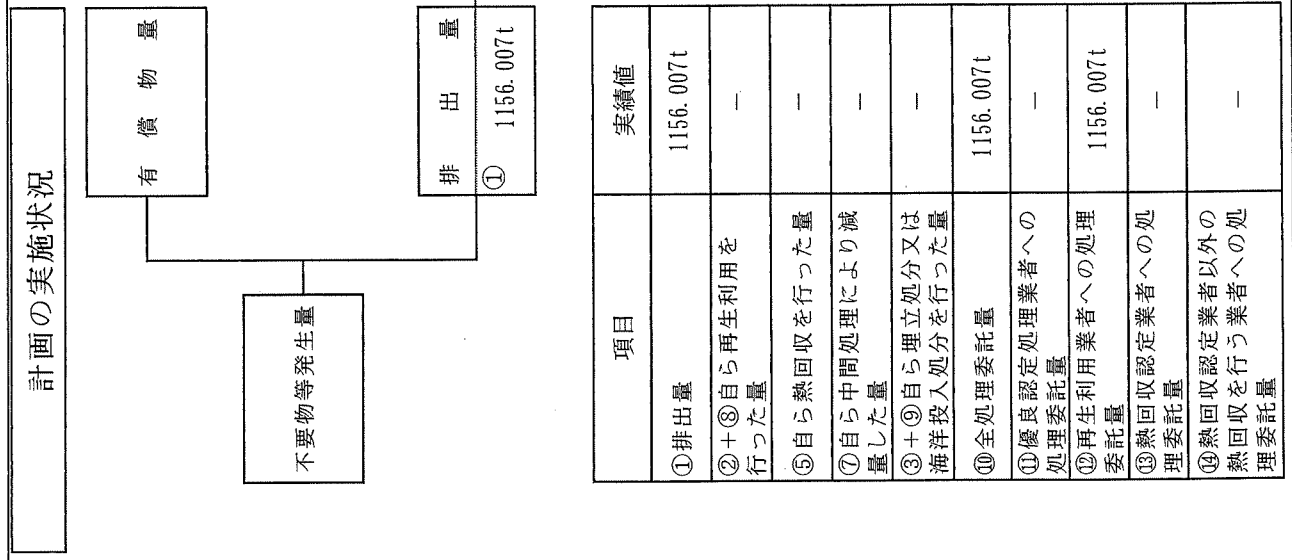 計画の実施状況
有償物量
不要物等発生量
排出量
①
1156.007t
項目
実績値
①排出量
1156.007t
②+⑧自ら再生利用を
行った量
－
⑤自ら熱回収を行った量
－
⑦自ら中間処理により減
量した量
－
③+⑨自ら埋立処分又は
海洋投入処分を行った量
－
⑩全処理委託量
1156.007t
⑪優良認定処理業者への
処理委託量
－
⑫再生利用業者への処理
委託量
1156.007t
⑬熱回収認定業者への処
理委託量
－
⑭熱回収認定業者以外の
熱回収を行う業者への処
理委託量
－